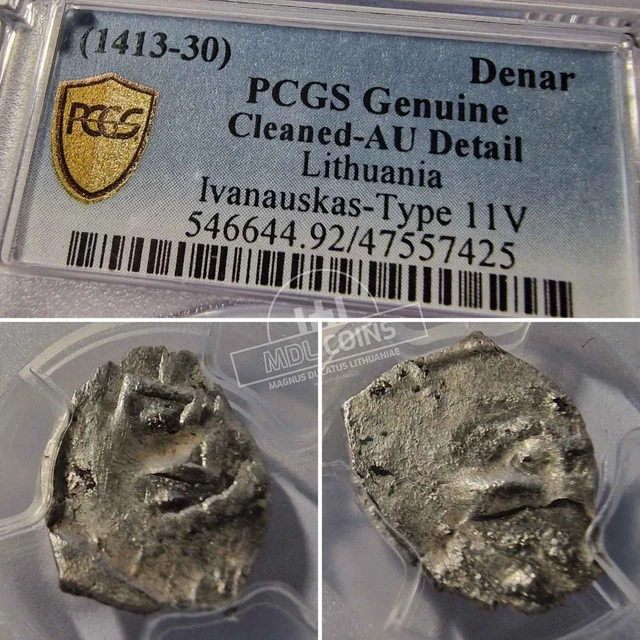 (1413-30)
Denar
PCGS
PCGS Genuine
Cleaned-AU Detail
Lithuania
Ivanauskas-Type 11V
546644.92/47557425
MDL COINS
MAGNUS DUCATUS LITHUANIAE